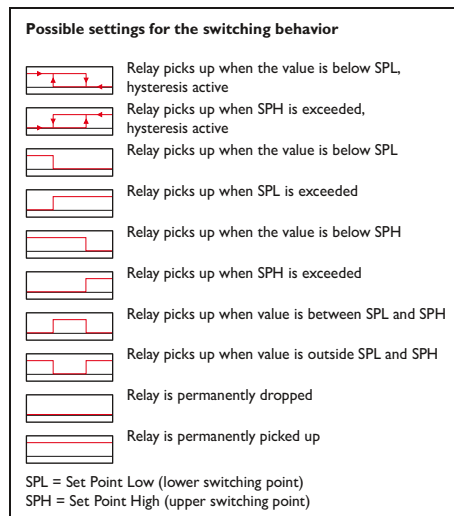 Possible settings for the switching behavior
Relay picks up when the value is below SPL,
hysteresis active
Relay picks up when SPH is exceeded,
hysteresis active
Relay picks up when the value is below SPL
Relay picks up when SPL is exceeded
Relay picks up when the value is below SPH
Relay picks up when SPH is exceeded
Relay picks up when value is between SPL and SPH
Relay picks up when value is outside SPL and SPH
Relay is permanently dropped
Relay is permanently picked up
SPL = Set Point Low (lower switching point)
SPH = Set Point High (upper switching point)